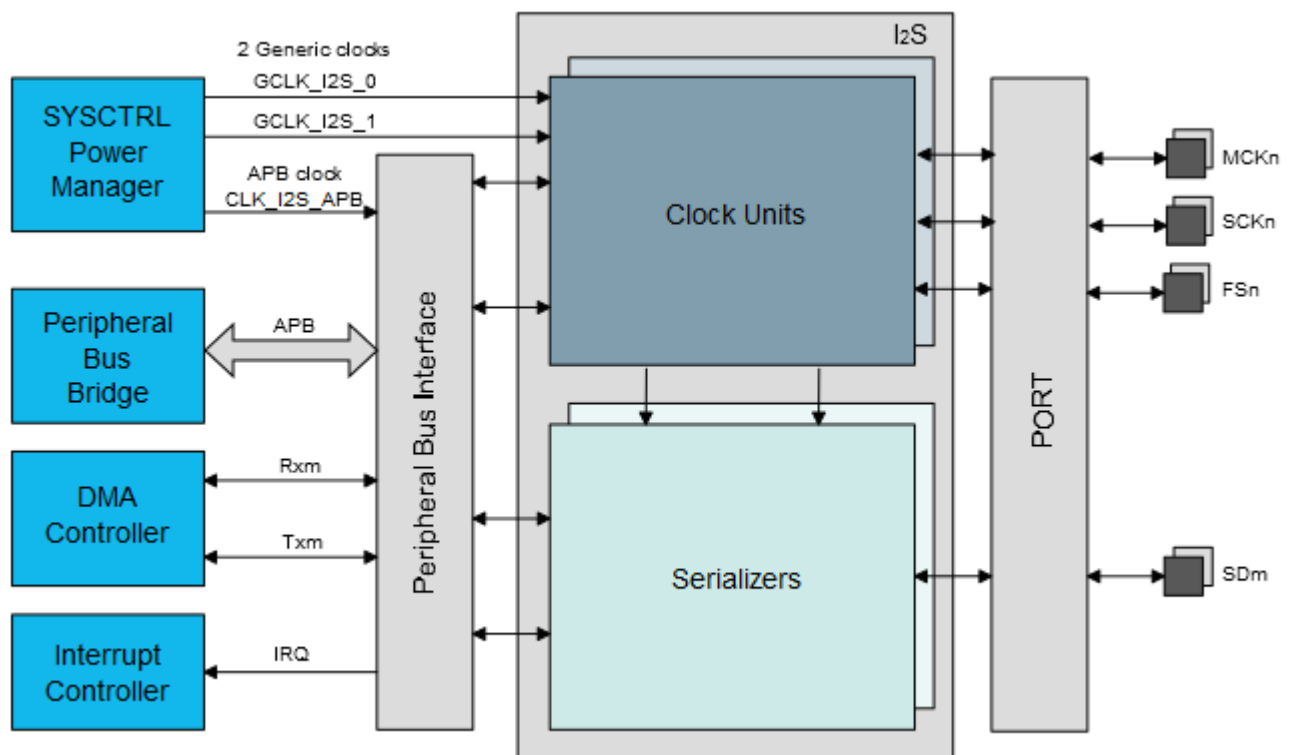 I2S
2 Generic clocks
GCLK_I2S_0
GCLK_I2S_1
SYSCTRL
Power
Manager
APB clock
CLK_I2S_APB
Clock Units
MCKn
SCKn
FSn
Peripheral
Bus
Bridge
APB
Peripheral Bus Interface
PORT
DMA
Controller
Rxm
Txm
Serializers
SDm
Interrupt
Controller
IRQ